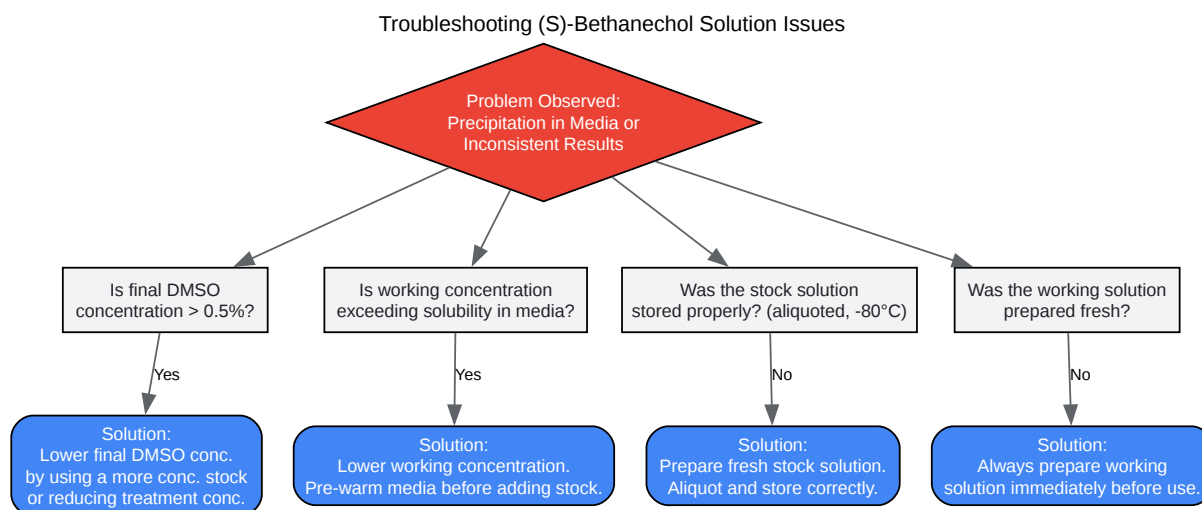 Troubleshooting (S)-Bethanechol Solution Issues
Problem Observed:
Precipitation in Media or
Inconsistent Results
Is final DMSO
concentration > 0.5%?
Is working concentration
exceeding solubility in media?
Was the stock solution
stored properly? (aliquoted, -80°C)
Was the working solution
prepared fresh?
Yes
Yes
No
No
Solution:
Lower final DMSO conc.
by using a more conc. stock
or reducing treatment conc.
Solution:
Lower working concentration.
Pre-warm media before adding stock.
Solution:
Prepare fresh stock solution.
Aliquot and store correctly.
Solution:
Always prepare working
solution immediately before use.